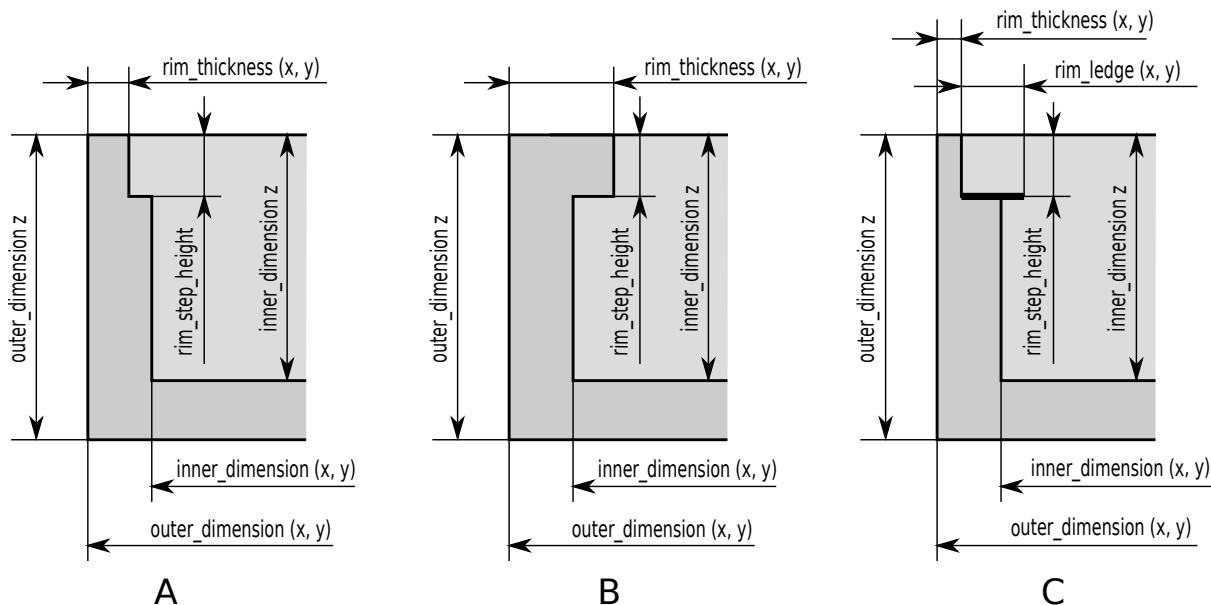 rim_thickness (x, y)
outer_dimension z
rim_step_height
inner_dimension z
inner_dimension (x, y)
outer_dimension (x, y)
A
rim_thickness (x, y)
outer_dimension z
rim_step_height
inner_dimension z
inner_dimension (x, y)
outer_dimension (x, y)
B
rim_thickness (x, y)
rim_ledge (x, y)
outer_dimension z
rim_step_height
inner_dimension z
inner_dimension (x, y)
outer_dimension (x, y)
C